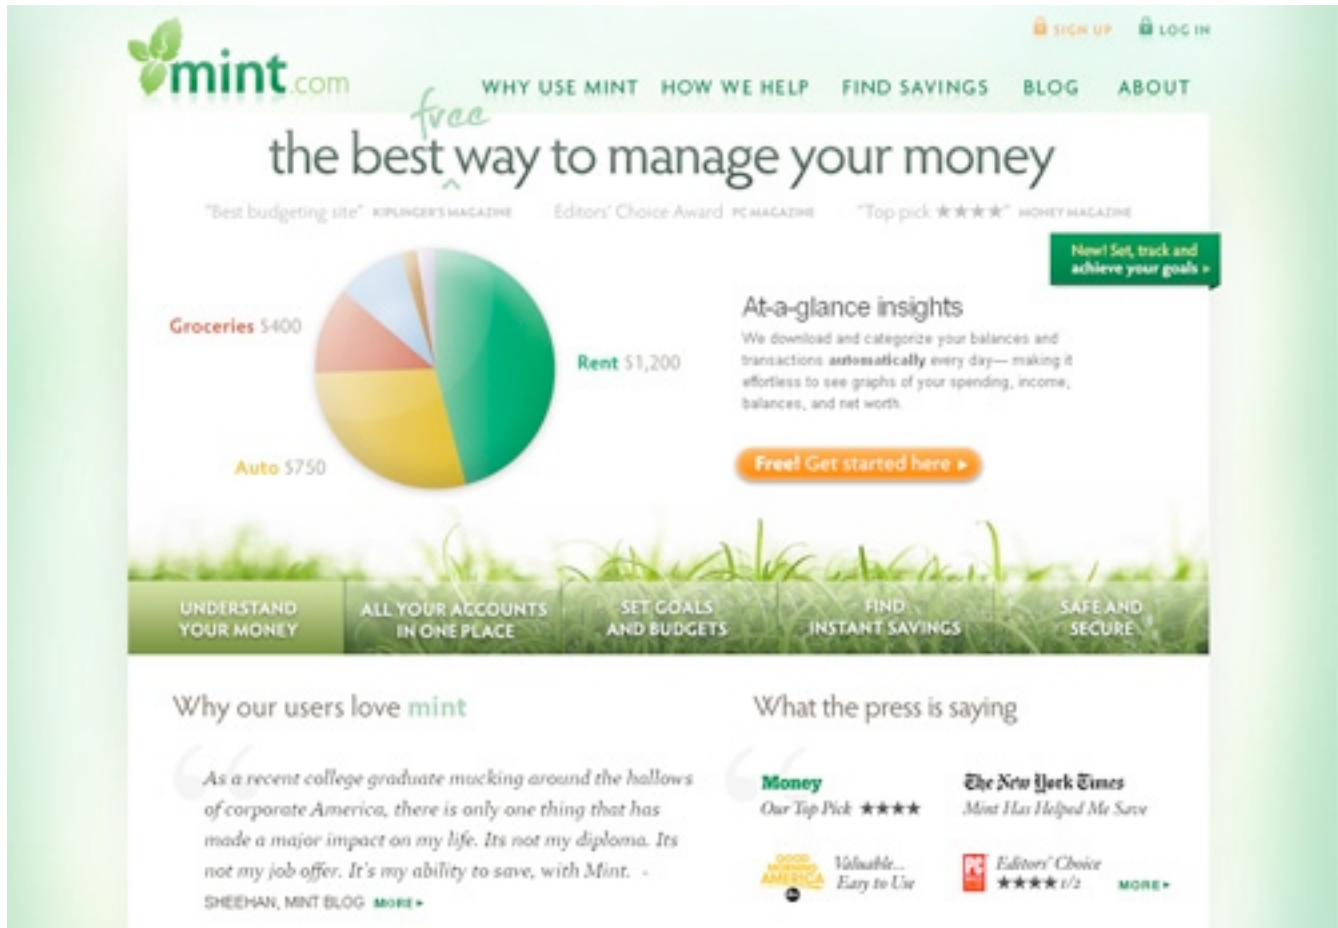 SIGN UP LOG IN
mint.com
WHY USE MINT HOW WE HELP FIND SAVINGS BLOG ABOUT
free
the best way to manage your money
"Best budgeting site" KIPLINGER'S MAGAZINE Editors' Choice Award PC MAGAZINE "Top pick ★★★★" MONEY MAGAZINE
New! Set, track and
achieve your goals
Groceries $400
Rent $1,200
Auto $750
At-a-glance insights
We download and categorize your balances and
transactions automatically every day— making it
effortless to see graphs of your spending, income,
balances, and net worth.
Free! Get started here
UNDERSTAND
YOUR MONEY
ALL YOUR ACCOUNTS
IN ONE PLACE
SET GOALS
AND BUDGETS
FIND
INSTANT SAVINGS
SAFE AND
SECURE
Why our users love mint
As a recent college graduate mucking around the hallows
of corporate America, there is only one thing that has
made a major impact on my life. Its not my diploma. Its
not my job offer. It's my ability to save, with Mint. -
SHEEHAN, MINT BLOG MORE
What the press is saying
Money
Our Top Pick ★★★★
The New York Times
Mint Has Helped Me Save
GOOD
MORNING
AMERICA
abc
Valuable...
Easy to Use
PC
Editors' Choice
★★★★1/2
MORE